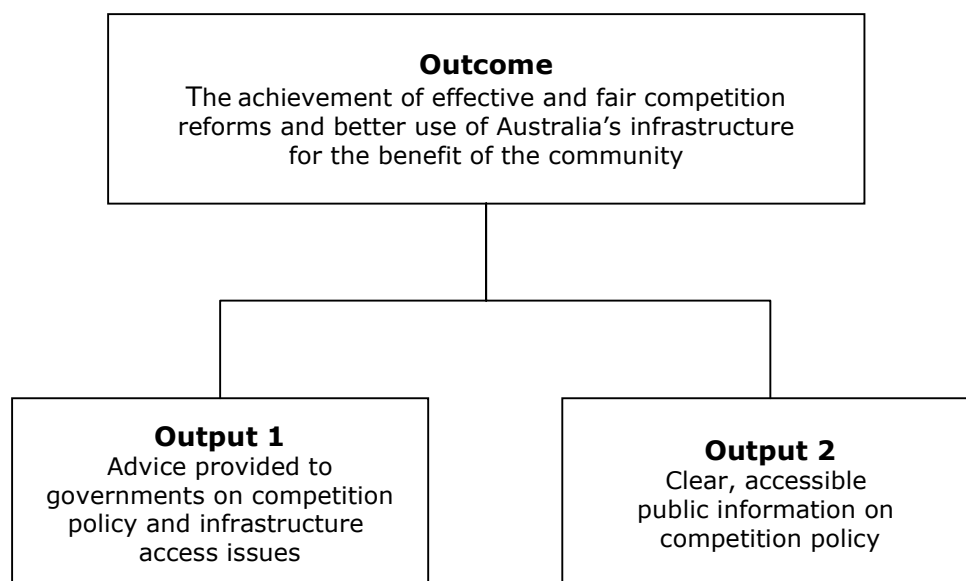 Outcome
The achievement of effective and fair competition
reforms and better use of Australia’s infrastructure
for the benefit of the community
Output 1
Advice provided to
governments on competition
policy and infrastructure
access issues
Output 2
Clear, accessible
public information on
competition policy